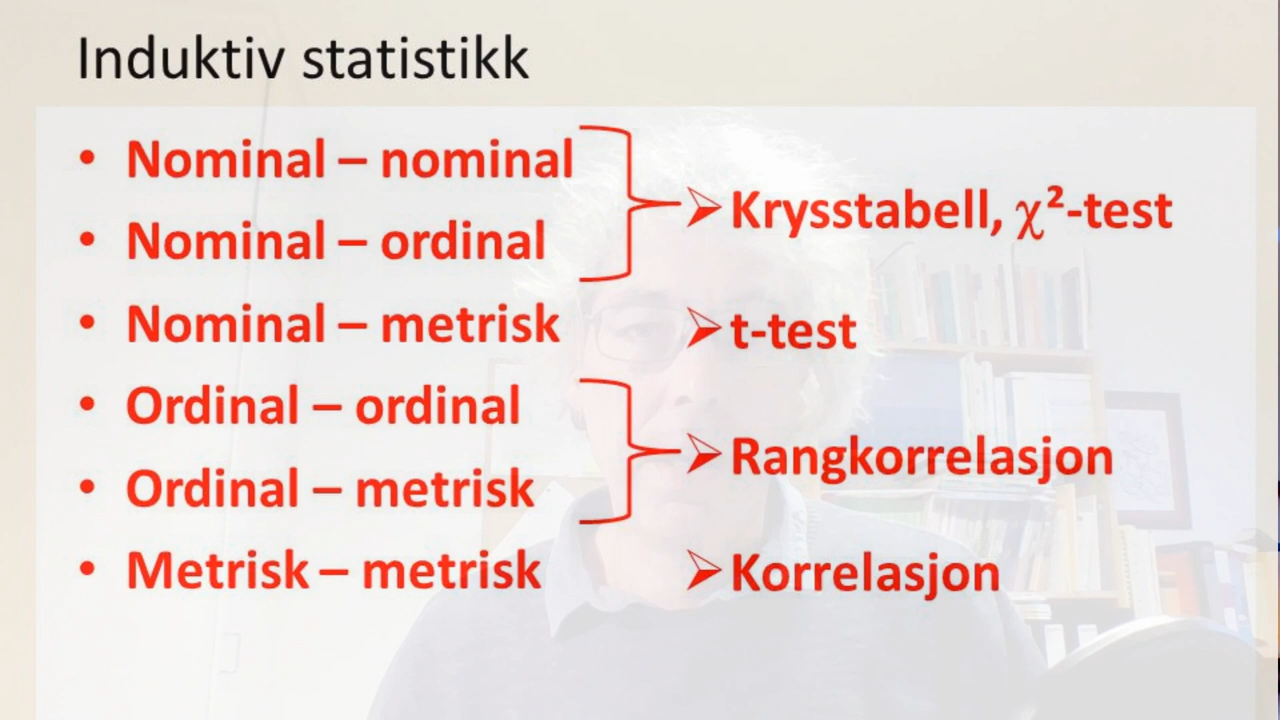 Induktiv statistikk
• Nominal – nominal
• Nominal – ordinal
➢ Krysstabell, χ²-test
• Nominal – metrisk
➢ t-test
• Ordinal – ordinal
• Ordinal – metrisk
➢ Rangkorrelasjon
• Metrisk – metrisk
➢ Korrelasjon